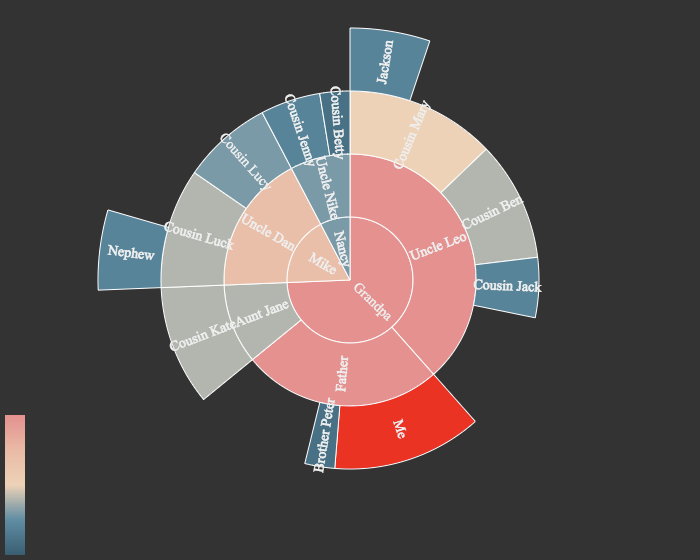 Jackson
Cousin Mary
Cousin Betty
Cousin Jenny
Cousin Lucy
Uncle Nike
Cousin Ben
Uncle Leo
Uncle Dan
Cousin Luck
Nephew
Nancy
Mike
Grandpa
Cousin Jack
Aunt Jane
Cousin Kate
Father
Me
Brother Peter